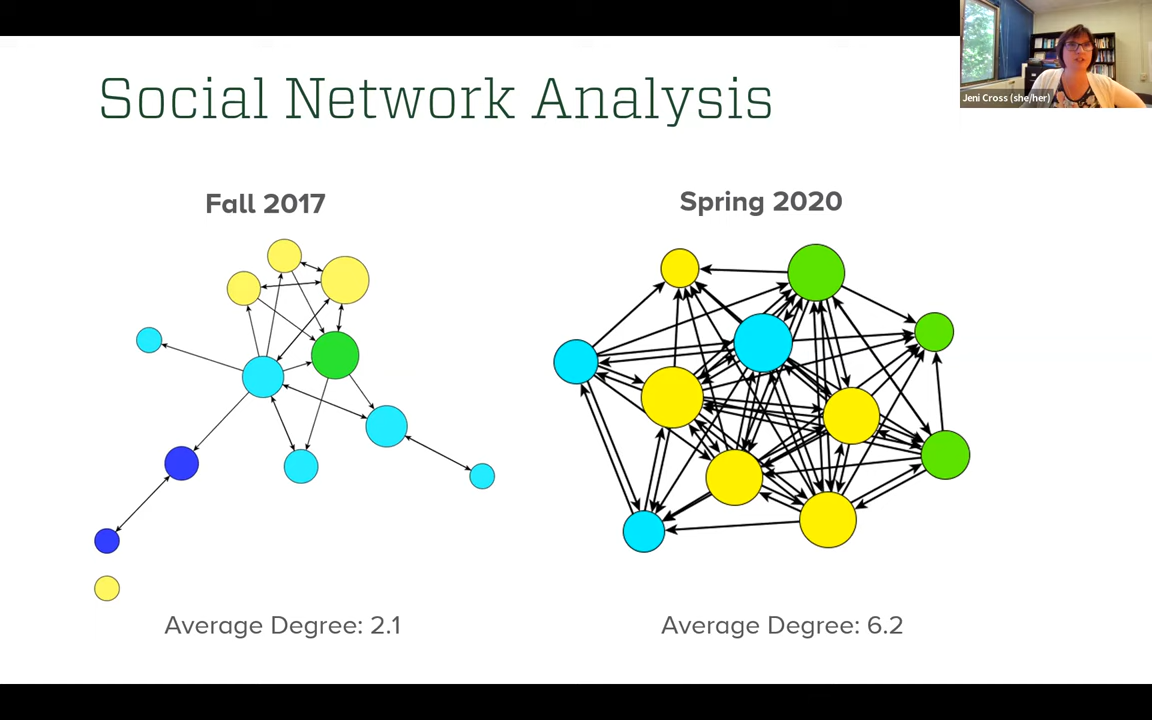 Social Network Analysis
Jeni Cross (she/her)
Fall 2017
Spring 2020
Average Degree: 2.1
Average Degree: 6.2